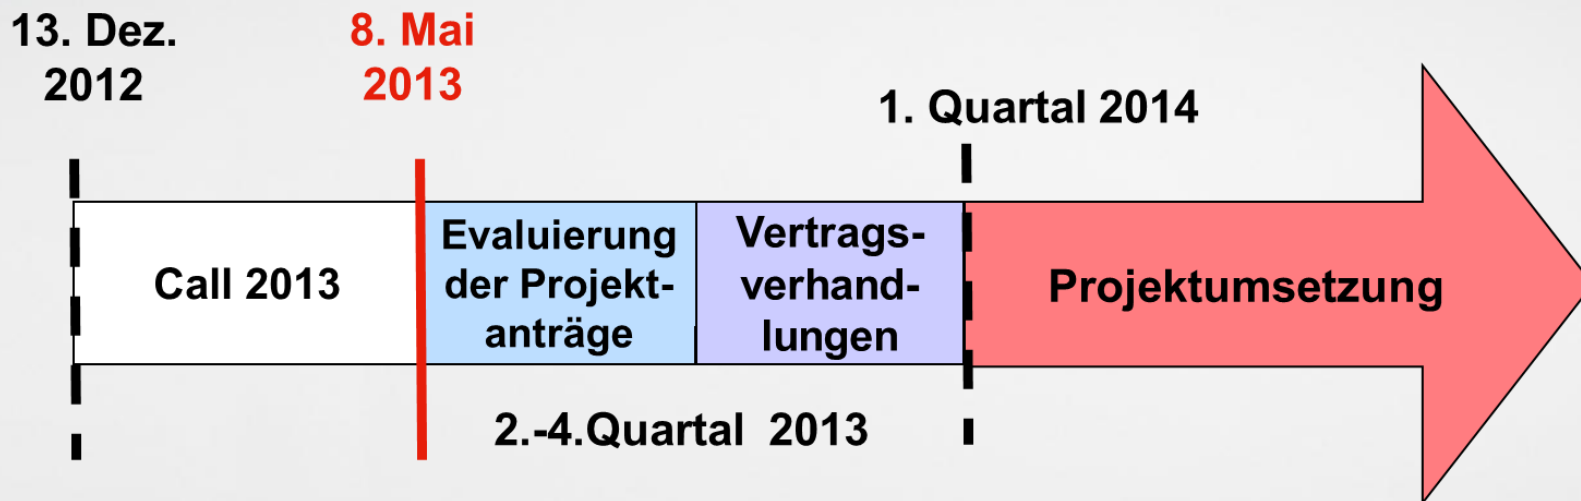 13. Dez.
2012
8. Mai
2013
1. Quartal 2014
Call 2013
Evaluierung
der Projekt-
anträge
Vertrags-
verhand-
lungen
Projektumsetzung
2.-4.Quartal  2013